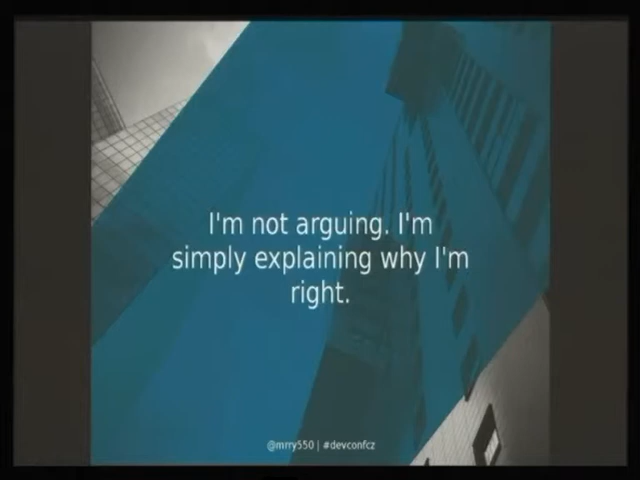 I'm not arguing. I'm
simply explaining why I'm
right.
@mrry550 | #devconfcz